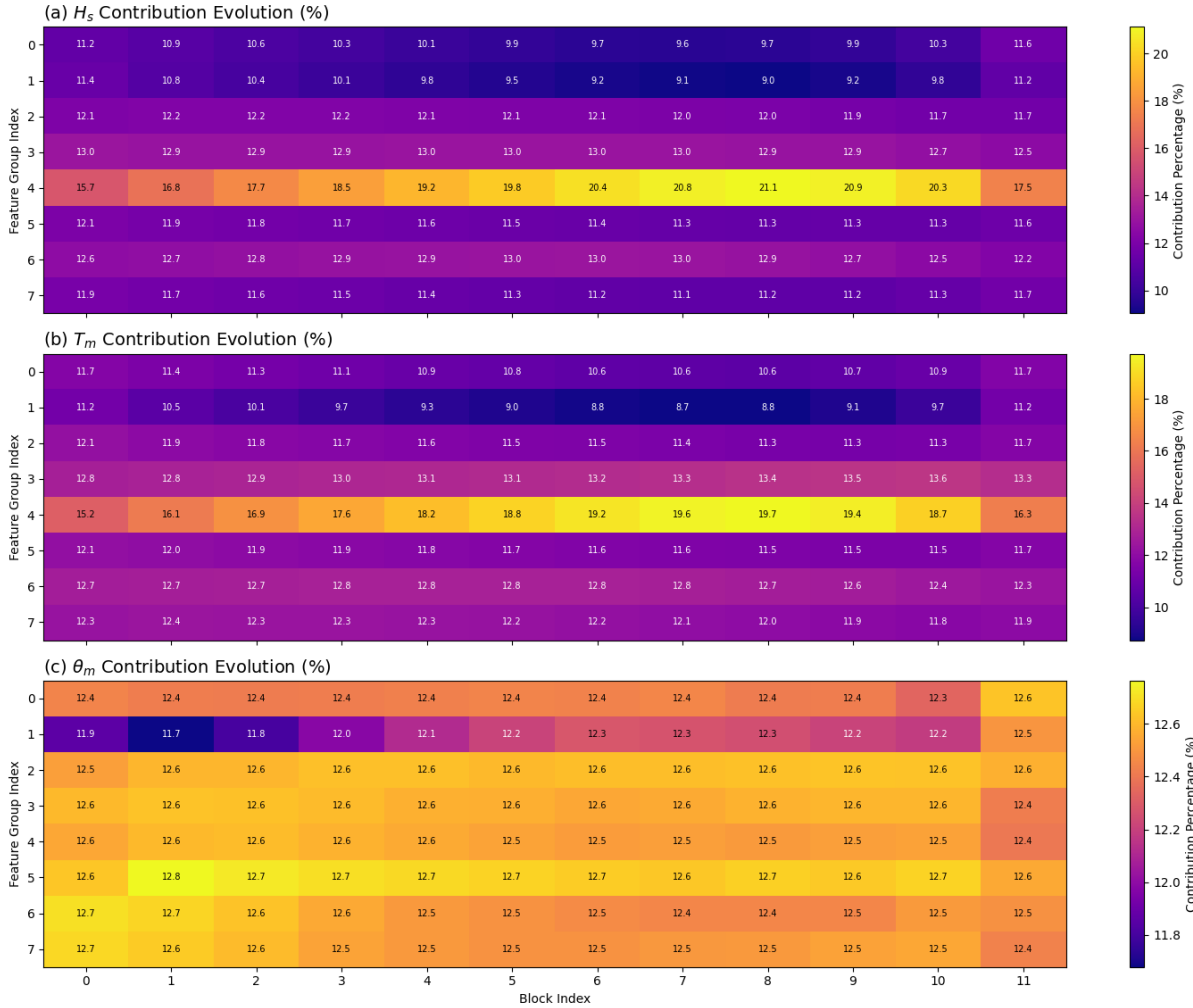 (a) Hₛ Contribution Evolution (%)
0 11.2 10.9 10.6 10.3 10.1 9.9 9.7 9.6 9.7 9.9 10.3 11.6
1 11.4 10.8 10.4 10.1 9.8 9.5 9.2 9.1 9.0 9.2 9.8 11.2
2 12.1 12.2 12.2 12.2 12.1 12.1 12.1 12.0 12.0 11.9 11.7 11.7
3 13.0 12.9 12.9 12.9 13.0 13.0 13.0 13.0 12.9 12.9 12.7 12.5
4 15.7 16.8 17.7 18.5 19.2 19.8 20.4 20.8 21.1 20.9 20.3 17.5
5 12.1 11.9 11.8 11.7 11.6 11.5 11.4 11.3 11.3 11.3 11.3 11.6
6 12.6 12.7 12.8 12.9 12.9 13.0 13.0 13.0 12.9 12.7 12.5 12.2
7 11.9 11.7 11.6 11.5 11.4 11.3 11.2 11.1 11.2 11.2 11.3 11.7
Feature Group Index
20
18
16
14
12
10
Contribution Percentage (%)
(b) Tₘ Contribution Evolution (%)
0 11.7 11.4 11.3 11.1 10.9 10.8 10.6 10.6 10.6 10.7 10.9 11.7
1 11.2 10.5 10.1 9.7 9.3 9.0 8.8 8.7 8.8 9.1 9.7 11.2
2 12.1 11.9 11.8 11.7 11.6 11.5 11.5 11.4 11.3 11.3 11.3 11.7
3 12.8 12.8 12.9 13.0 13.1 13.1 13.2 13.3 13.4 13.5 13.6 13.3
4 15.2 16.1 16.9 17.6 18.2 18.8 19.2 19.6 19.7 19.4 18.7 16.3
5 12.1 12.0 11.9 11.9 11.8 11.7 11.6 11.6 11.5 11.5 11.5 11.7
6 12.7 12.7 12.7 12.8 12.8 12.8 12.8 12.8 12.7 12.6 12.4 12.3
7 12.3 12.4 12.3 12.3 12.3 12.2 12.2 12.1 12.0 11.9 11.8 11.9
Feature Group Index
18
16
14
12
10
Contribution Percentage (%)
(c) θₘ Contribution Evolution (%)
0 12.4 12.4 12.4 12.4 12.4 12.4 12.4 12.4 12.4 12.4 12.3 12.6
1 11.9 11.7 11.8 12.0 12.1 12.2 12.3 12.3 12.3 12.2 12.2 12.5
2 12.5 12.6 12.6 12.6 12.6 12.6 12.6 12.6 12.6 12.6 12.6 12.6
3 12.6 12.6 12.6 12.6 12.6 12.6 12.6 12.6 12.6 12.6 12.6 12.4
4 12.6 12.6 12.6 12.6 12.5 12.5 12.5 12.5 12.5 12.5 12.5 12.4
5 12.6 12.8 12.7 12.7 12.7 12.7 12.7 12.6 12.7 12.6 12.7 12.6
6 12.7 12.7 12.6 12.6 12.5 12.5 12.5 12.4 12.4 12.5 12.5 12.5
7 12.7 12.6 12.6 12.5 12.5 12.5 12.5 12.5 12.5 12.5 12.5 12.4
Feature Group Index
0 1 2 3 4 5 6 7 8 9 10 11
Block Index
12.6
12.4
12.2
12.0
11.8
Contribution Percentage (%)